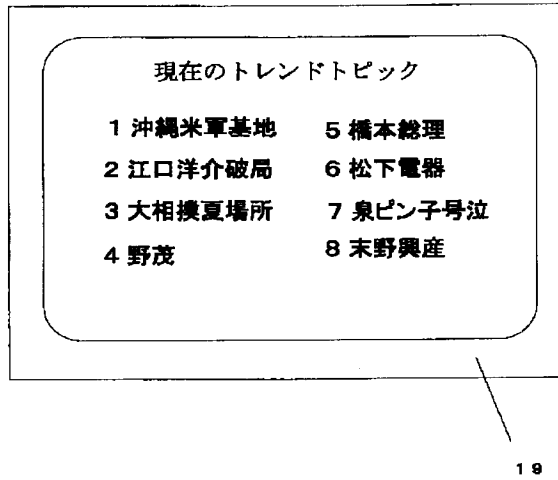 現在のトレンドトピック
1 沖縄米軍基地
2 江口洋介破局
3 大相撲夏場所
4 野茂
5 橋本総理
6 松下電器
7 泉ピン子号泣
8 末野興産
19